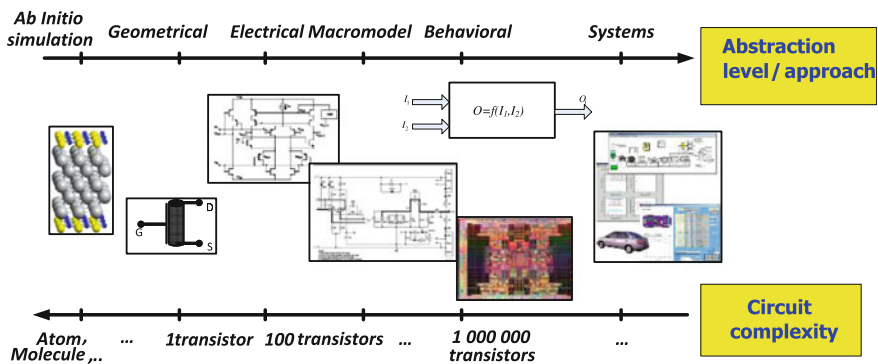 Ab Initio
simulation
Geometrical
Electrical
Macromodel
Behavioral
Systems
Abstraction
level / approach
I1
I2
O=f(I1,I2)
O
G
D
S
Circuit
complexity
Atom,
Molecule,..
...
1transistor
100 transistors
...
1 000 000
transistors
...